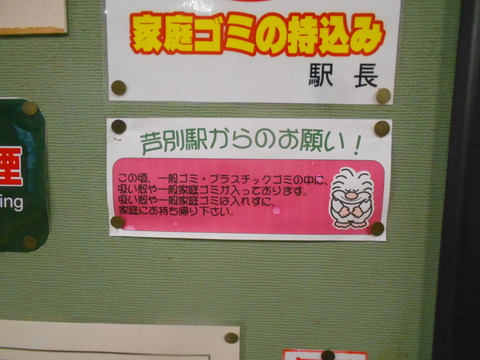 家庭ゴミの持込み
駅長
煙
ing
芦別駅からのお願い！
この頃、一般ゴミ・プラスチックゴミの中に、
吸い殻や一般家庭ゴミが入っております。
吸い殻や一般家庭ゴミは入れずに、
家庭にお持ち帰り下さい。